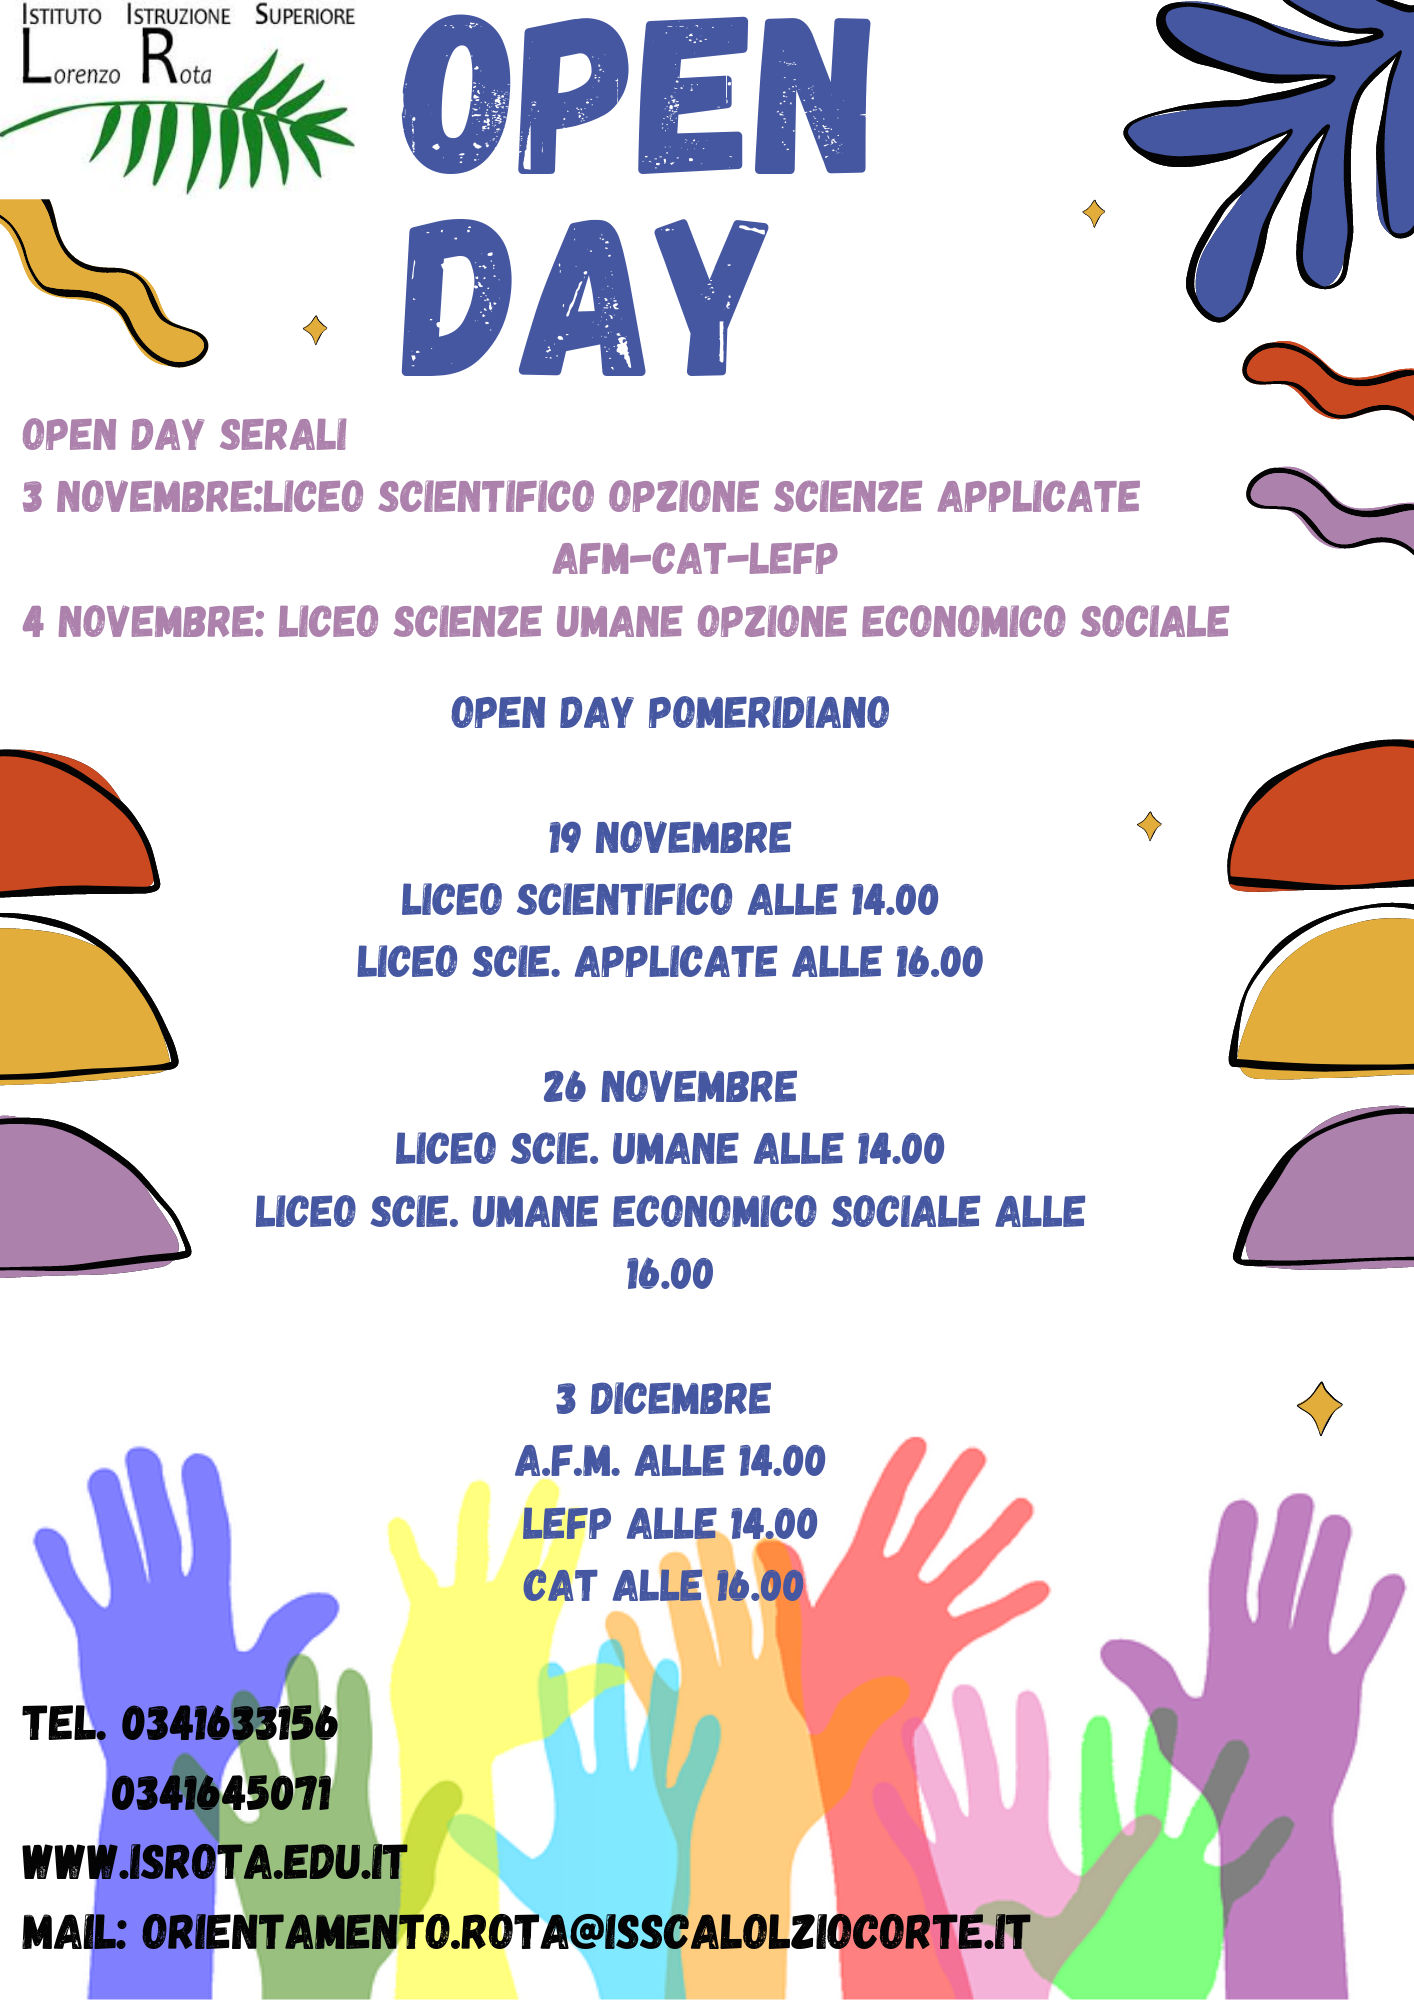 Istituto Istruzione Superiore
Lorenzo Rota
OPEN
DAY
OPEN DAY SERALI
3 NOVEMBRE:LICEO SCIENTIFICO OPZIONE SCIENZE APPLICATE
AFM-CAT-LEFP
4 NOVEMBRE: LICEO SCIENZE UMANE OPZIONE ECONOMICO SOCIALE
OPEN DAY POMERIDIANO
19 NOVEMBRE
LICEO SCIENTIFICO ALLE 14.00
LICEO SCIE. APPLICATE ALLE 16.00
26 NOVEMBRE
LICEO SCIE. UMANE ALLE 14.00
LICEO SCIE. UMANE ECONOMICO SOCIALE ALLE
16.00
3 DICEMBRE
A.F.M. ALLE 14.00
LEFP ALLE 14.00
CAT ALLE 16.00
TEL. 0341633156
0341645071
WWW.ISROTA.EDU.IT
MAIL: ORIENTAMENTO.ROTA@ISSCALOLZIOCORTE.IT